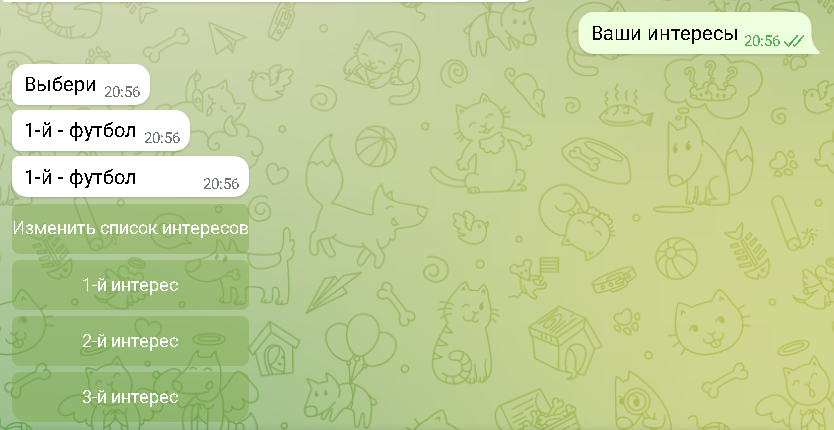 Ваши интересы 20:56
Выбери 20:56
1-й - футбол 20:56
1-й - футбол 20:56
Изменить список интересов
1-й интерес
2-й интерес
3-й интерес